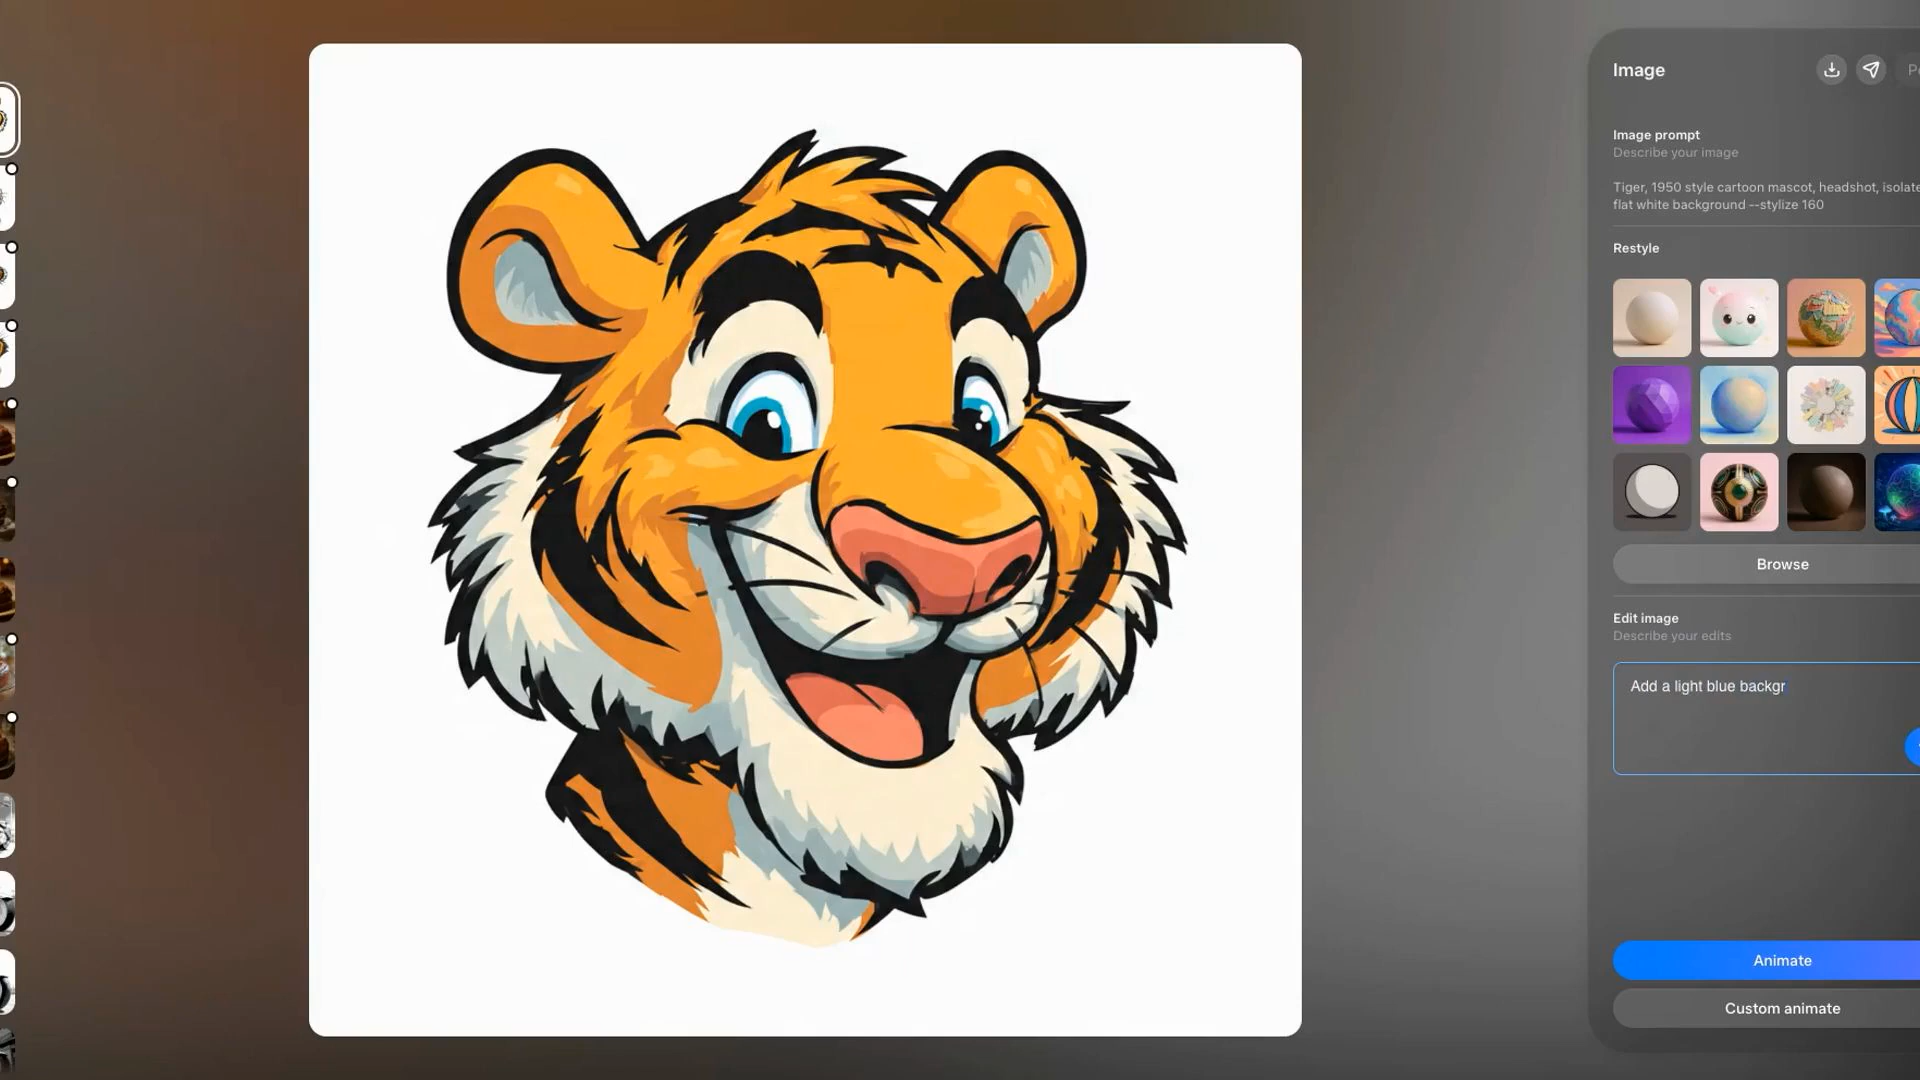 Image
Image prompt
Describe your image
Tiger, 1950 style cartoon mascot, headshot, isolate
flat white background --stylize 160
Restyle
Browse
Edit image
Describe your edits
Add a light blue backgr
Animate
Custom animate